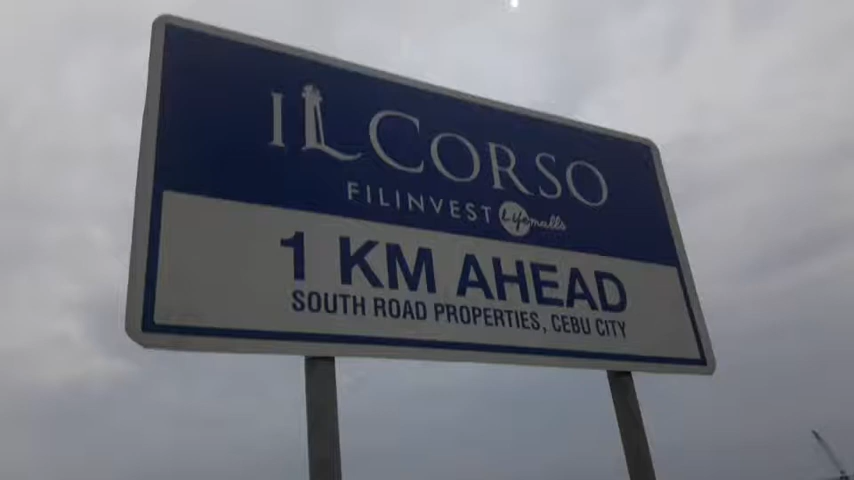 IL CORSO
FILINVEST Lifemalls
1 KM AHEAD
SOUTH ROAD PROPERTIES, CEBU CITY